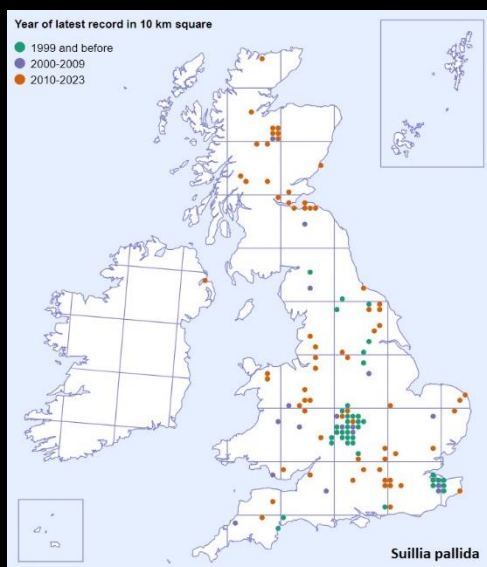 Year of latest record in 10 km square
1999 and before
2000-2009
2010-2023
Suillia pallida